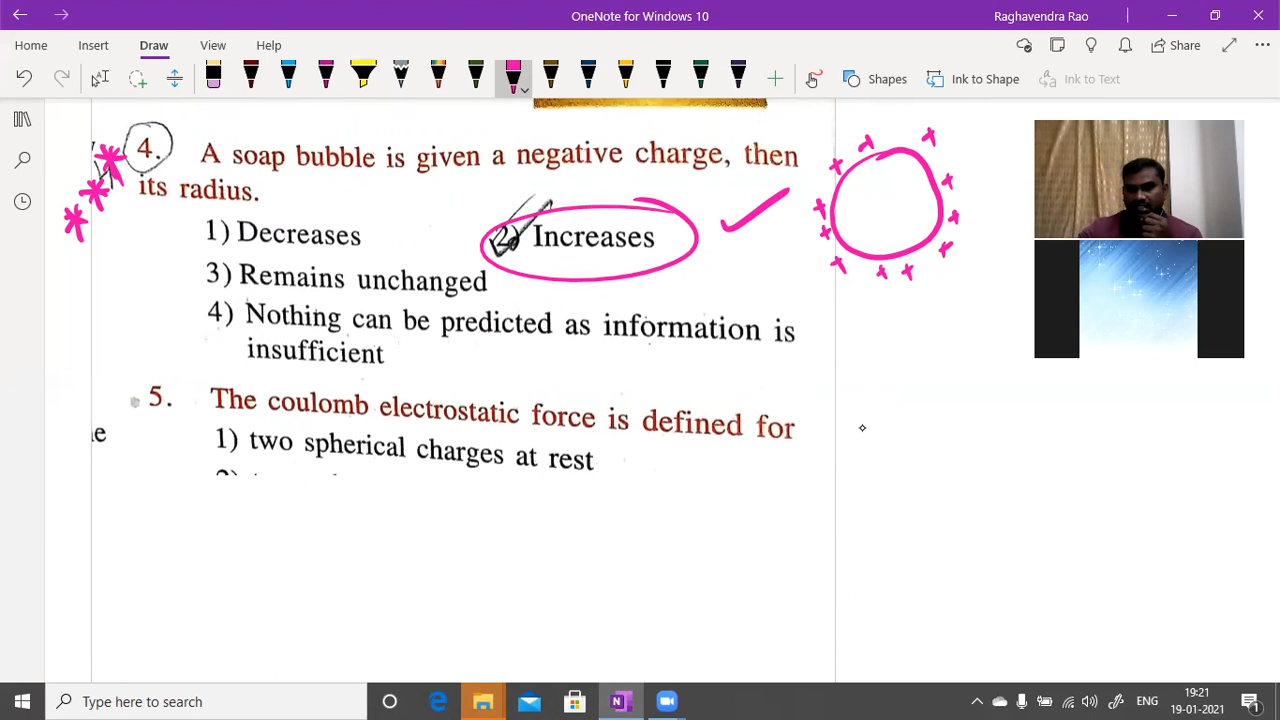 OneNote for Windows 10
Raghavendra Rao
Home Insert Draw View Help
Share
Shapes
Ink to Shape
Ink to Text
4. A soap bubble is given a negative charge, then
its radius.
1) Decreases
2) Increases
3) Remains unchanged
4) Nothing can be predicted as information is
insufficient
5. The coulomb electrostatic force is defined for
1) two spherical charges at rest
Type here to search
ENG
19:21
19-01-2021